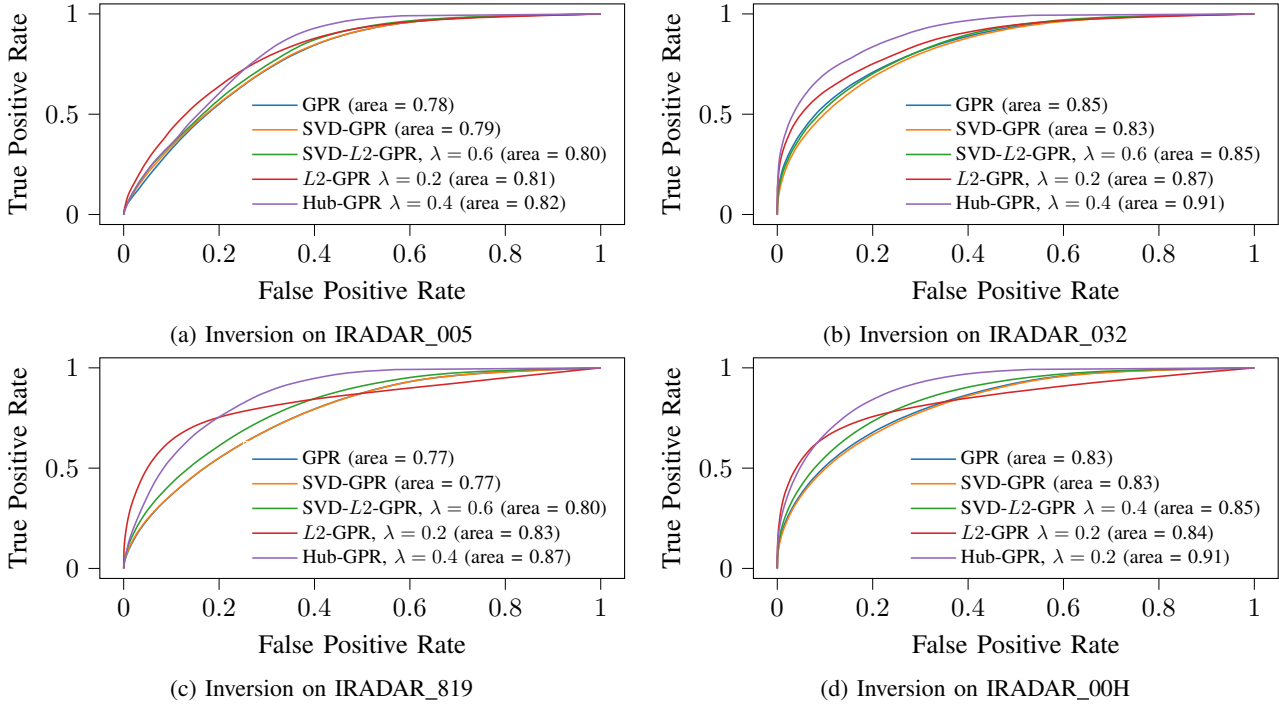 True Positive Rate
1
0.5
0
GPR (area = 0.78)
SVD-GPR (area = 0.79)
SVD-L2-GPR, λ = 0.6 (area = 0.80)
L2-GPR λ = 0.2 (area = 0.81)
Hub-GPR λ = 0.4 (area = 0.82)
0 0.2 0.4 0.6 0.8 1
False Positive Rate
(a) Inversion on IRADAR_005
True Positive Rate
1
0.5
0
GPR (area = 0.85)
SVD-GPR (area = 0.83)
SVD-L2-GPR, λ = 0.6 (area = 0.85)
L2-GPR, λ = 0.2 (area = 0.87)
Hub-GPR, λ = 0.4 (area = 0.91)
0 0.2 0.4 0.6 0.8 1
False Positive Rate
(b) Inversion on IRADAR_032
True Positive Rate
1
0.5
0
GPR (area = 0.77)
SVD-GPR (area = 0.77)
SVD-L2-GPR, λ = 0.6 (area = 0.80)
L2-GPR, λ = 0.2 (area = 0.83)
Hub-GPR, λ = 0.4 (area = 0.87)
0 0.2 0.4 0.6 0.8 1
False Positive Rate
(c) Inversion on IRADAR_819
True Positive Rate
1
0.5
0
GPR (area = 0.83)
SVD-GPR (area = 0.83)
SVD-L2-GPR λ = 0.4 (area = 0.85)
L2-GPR λ = 0.2 (area = 0.84)
Hub-GPR, λ = 0.2 (area = 0.91)
0 0.2 0.4 0.6 0.8 1
False Positive Rate
(d) Inversion on IRADAR_00H